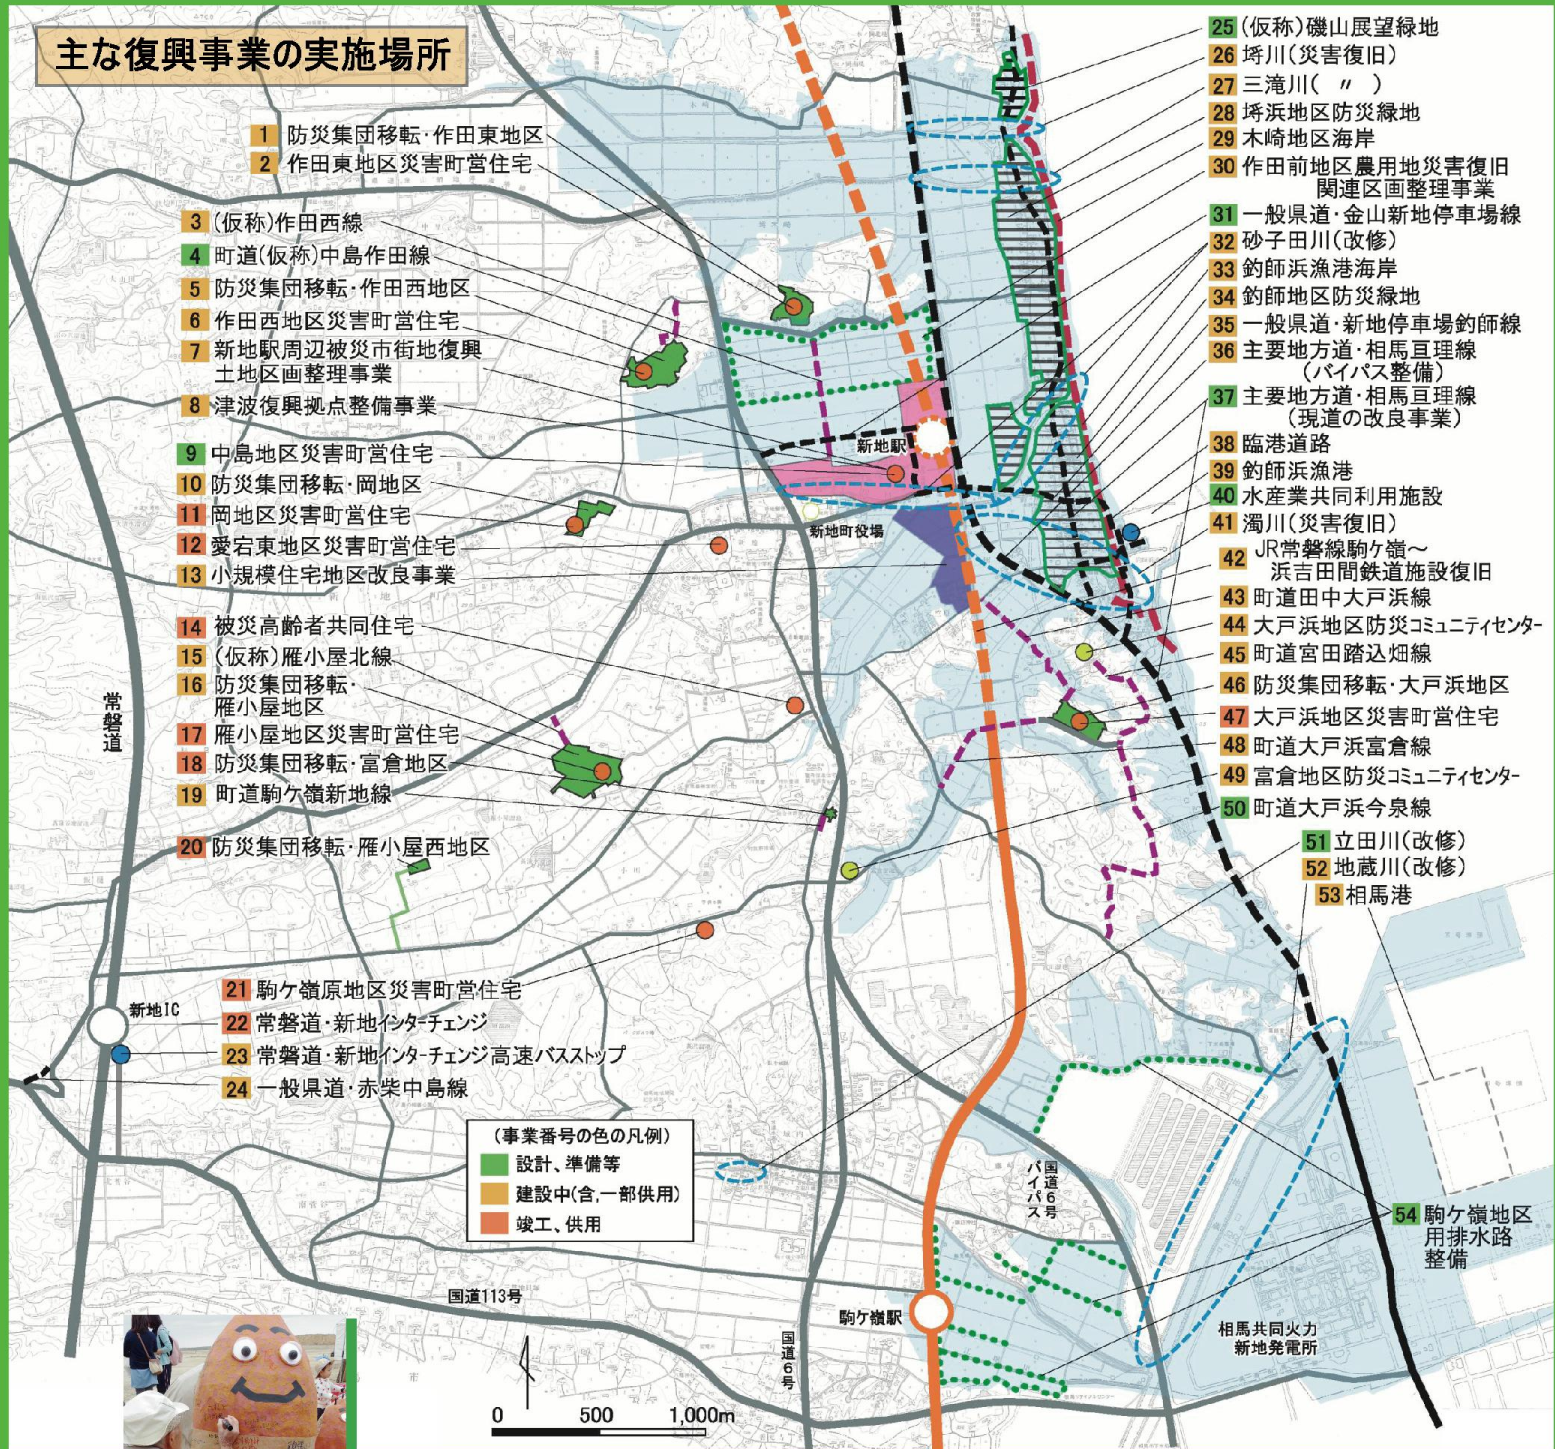 主な復興事業の実施場所
1 防災集団移転・作田東地区
2 作田東地区災害町営住宅
3 (仮称)作田西線
4 町道(仮称)中島作田線
5 防災集団移転・作田西地区
6 作田西地区災害町営住宅
7 新地駅周辺被災市街地復興
土地区画整理事業
8 津波復興拠点整備事業
9 中島地区災害町営住宅
10 防災集団移転・岡地区
11 岡地区災害町営住宅
12 愛宕東地区災害町営住宅
13 小規模住宅地区改良事業
14 被災高齢者共同住宅
15 (仮称)雁小屋北線
16 防災集団移転・
雁小屋地区
17 雁小屋地区災害町営住宅
18 防災集団移転・富倉地区
19 町道駒ケ嶺新地線
20 防災集団移転・雁小屋西地区
21 駒ケ嶺原地区災害町営住宅
22 常磐道・新地インターチェンジ
23 常磐道・新地インターチェンジ高速バスストップ
24 一般県道・赤柴中島線
25 (仮称)磯山展望緑地
26 埓川(災害復旧)
27 三滝川( 〃 )
28 埓浜地区防災緑地
29 木崎地区海岸
30 作田前地区農用地災害復旧
関連区画整理事業
31 一般県道・金山新地停車場線
32 砂子田川(改修)
33 釣師浜漁港海岸
34 釣師地区防災緑地
35 一般県道・新地停車場釣師線
36 主要地方道・相馬亘理線
(バイパス整備)
37 主要地方道・相馬亘理線
(現道の改良事業)
38 臨港道路
39 釣師浜漁港
40 水産業共同利用施設
41 濁川(災害復旧)
42 JR常磐線駒ケ嶺～
浜吉田間鉄道施設復旧
43 町道田中大戸浜線
44 大戸浜地区防災コミュニティセンター
45 町道宮田踏込畑線
46 防災集団移転・大戸浜地区
47 大戸浜地区災害町営住宅
48 町道大戸浜富倉線
49 富倉地区防災コミュニティセンター
50 町道大戸浜今泉線
51 立田川(改修)
52 地蔵川(改修)
53 相馬港
54 駒ケ嶺地区
用排水路
整備
新地駅
新地町役場
常磐道
新地IC
(事業番号の色の凡例)
設計、準備等
建設中(含,一部供用)
竣工、供用
国道6号
バイパス
国道113号
駒ケ嶺駅
国道6号
相馬共同火力
新地発電所
0 500 1,000m